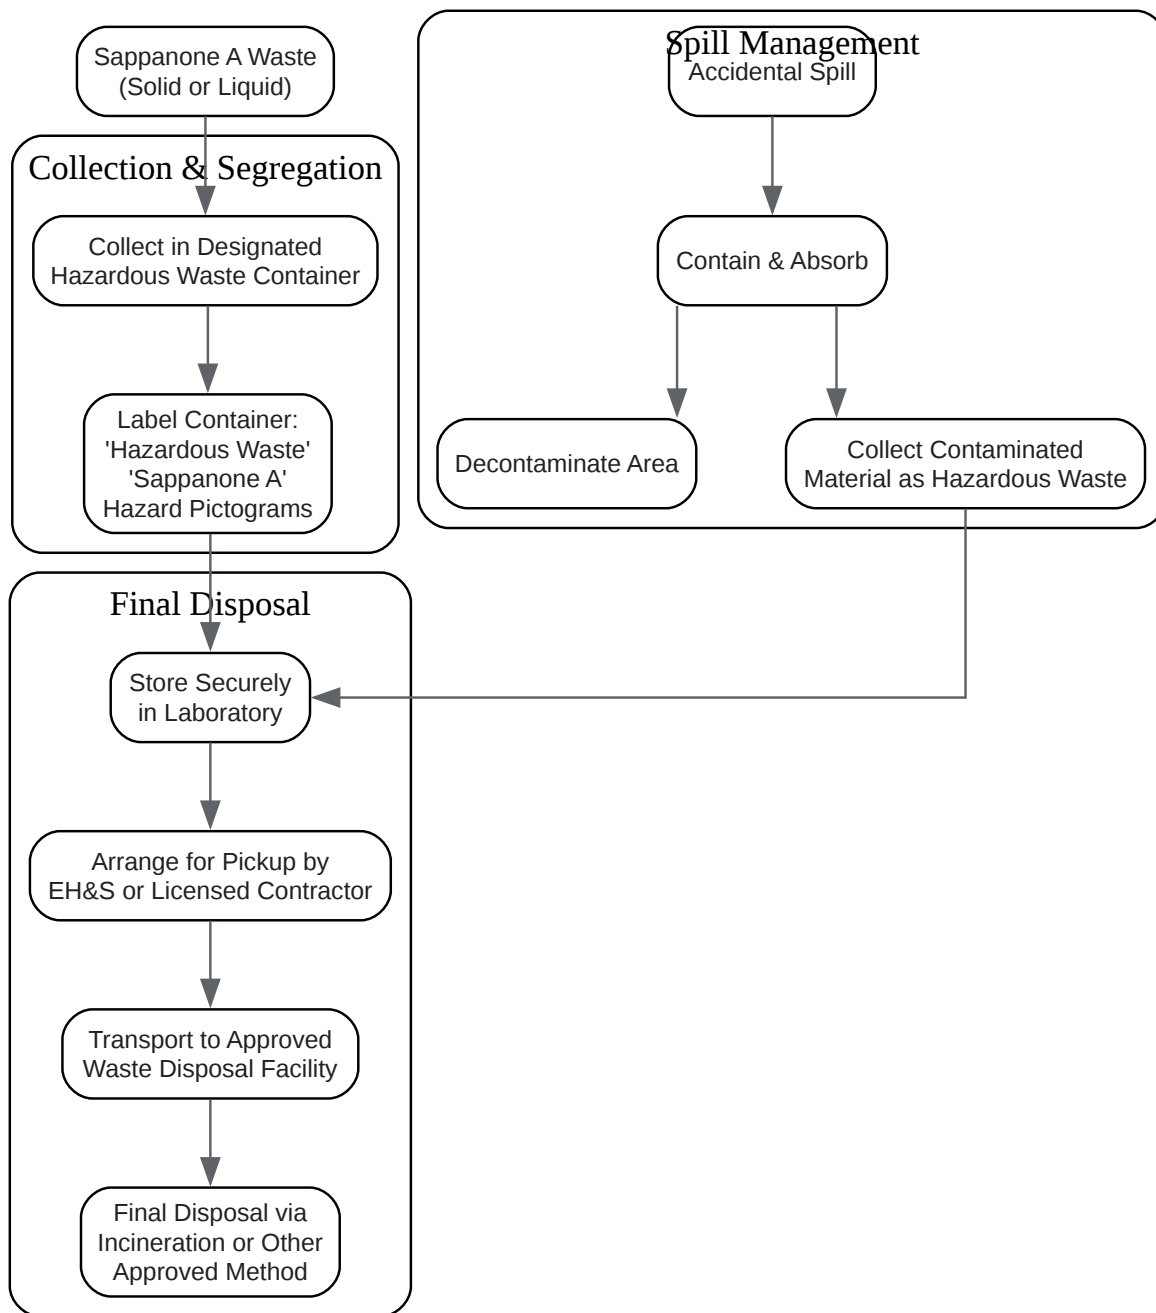 Sappanone A Waste
(Solid or Liquid)
Collection & Segregation
Collect in Designated
Hazardous Waste Container
Label Container:
'Hazardous Waste'
'Sappanone A'
Hazard Pictograms
Spill Management
Accidental Spill
Contain & Absorb
Decontaminate Area
Collect Contaminated
Material as Hazardous Waste
Final Disposal
Store Securely
in Laboratory
Arrange for Pickup by
EH&S or Licensed Contractor
Transport to Approved
Waste Disposal Facility
Final Disposal via
Incineration or Other
Approved Method